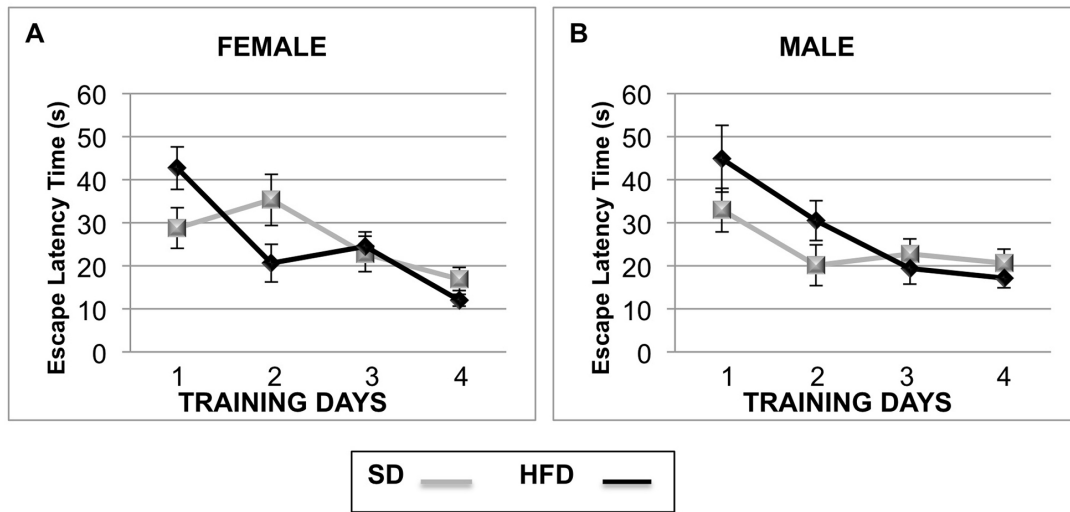 A
FEMALE
Escape Latency Time (s)
60
50
40
30
20
10
0
1 2 3 4
TRAINING DAYS
B
MALE
Escape Latency Time (s)
60
50
40
30
20
10
0
1 2 3 4
TRAINING DAYS
SD HFD